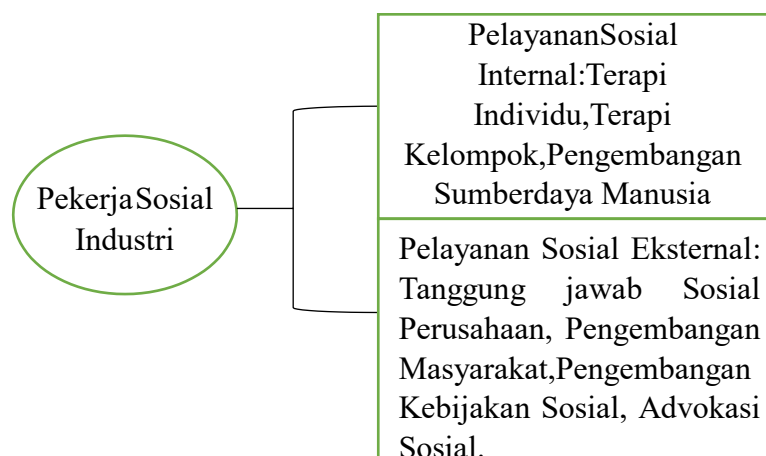 PekerjaSosial
Industri
PelayananSosial
Internal:Terapi
Individu,Terapi
Kelompok,Pengembangan
Sumberdaya Manusia
Pelayanan Sosial Eksternal:
Tanggung jawab Sosial
Perusahaan, Pengembangan
Masyarakat,Pengembangan
Kebijakan Sosial, Advokasi
Sosial.